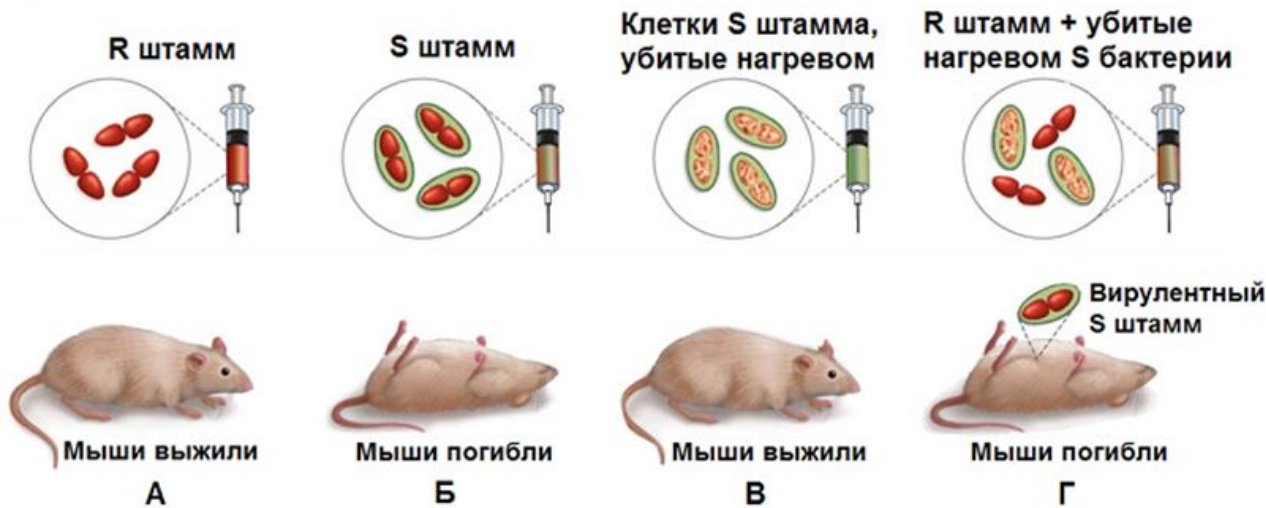 R штамм
S штамм
Клетки S штамма,
убитые нагревом
R штамм + убитые
нагревом S бактерии
Вирулентный
S штамм
Мыши выжили
Мыши погибли
Мыши выжили
Мыши погибли
А
Б
В
Г